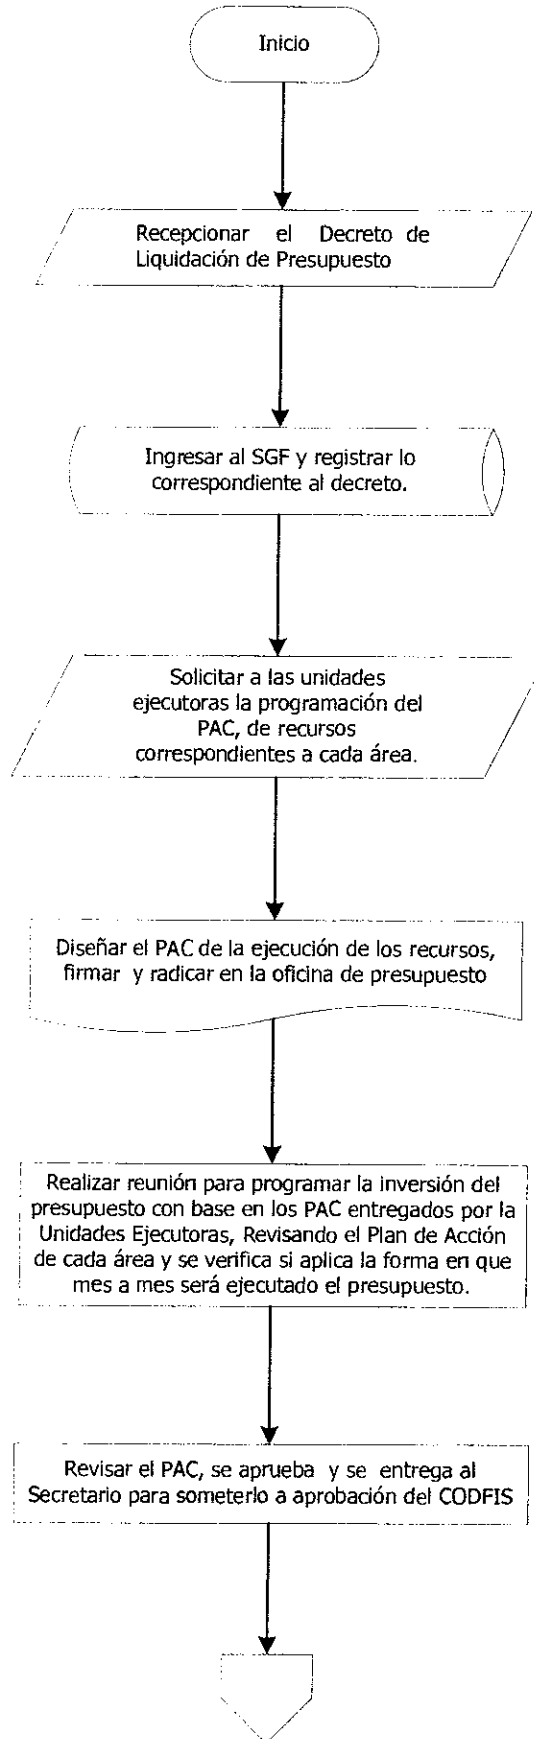 Inicio
Recepcionar el Decreto de
Liquidación de Presupuesto
Ingresar al SGF y registrar lo
correspondiente al decreto.
Solicitar a las unidades
ejecutoras la programación del
PAC, de recursos
correspondientes a cada área.
Diseñar el PAC de la ejecución de los recursos,
firmar y radicar en la oficina de presupuesto
Realizar reunión para programar la inversión del
presupuesto con base en los PAC entregados por la
Unidades Ejecutoras, Revisando el Plan de Acción
de cada área y se verifica si aplica la forma en que
mes a mes será ejecutado el presupuesto.
Revisar el PAC, se aprueba y se entrega al
Secretario para someterlo a aprobación del CODFIS